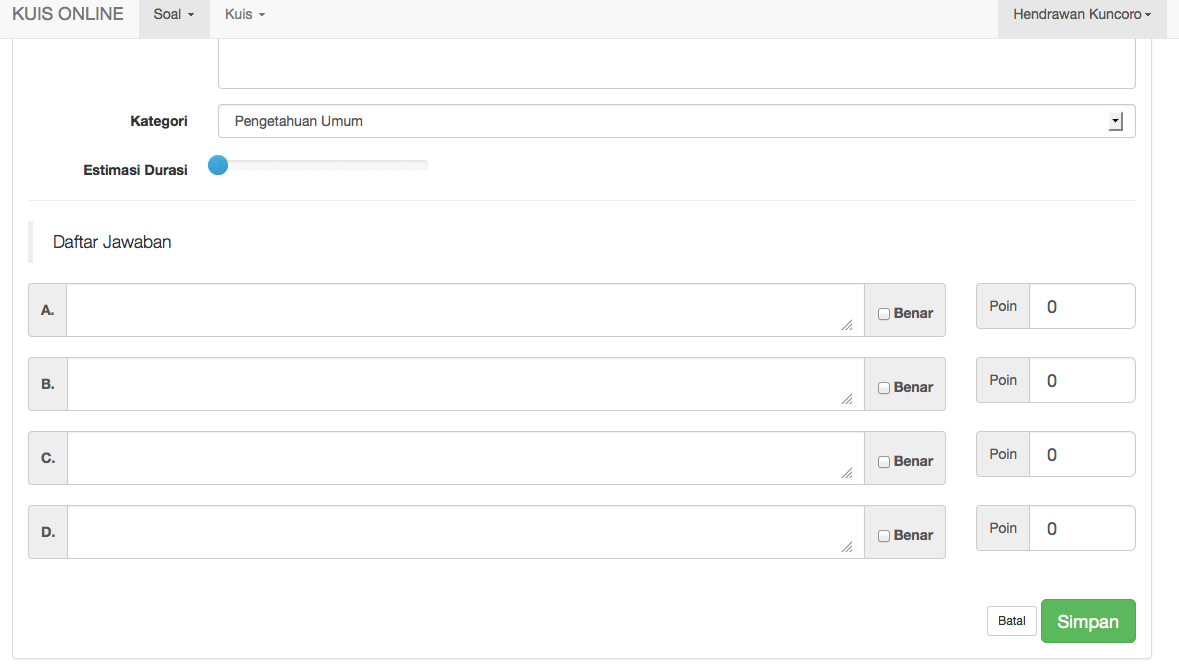 KUIS ONLINE Soal Kuis Hendrawan Kuncoro
Kategori Pengetahuan Umum
Estimasi Durasi
Daftar Jawaban
A. Benar Poin 0
B. Benar Poin 0
C. Benar Poin 0
D. Benar Poin 0
Batal Simpan